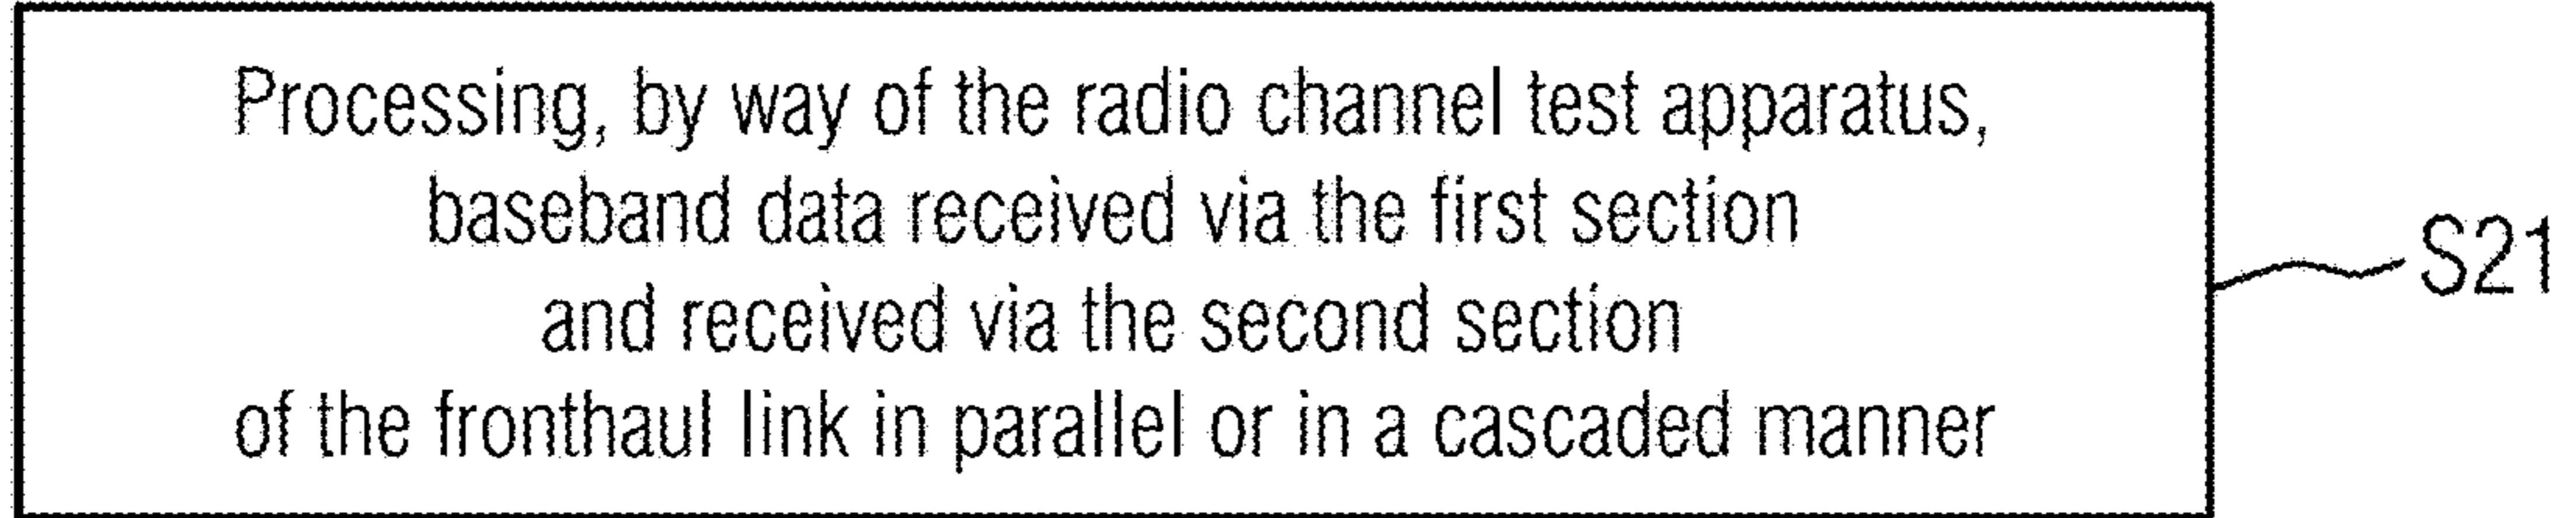 Processing, by way of the radio channel test apparatus,
baseband data received via the first section
and received via the second section
of the fronthaul link in parallel or in a cascaded manner
S21